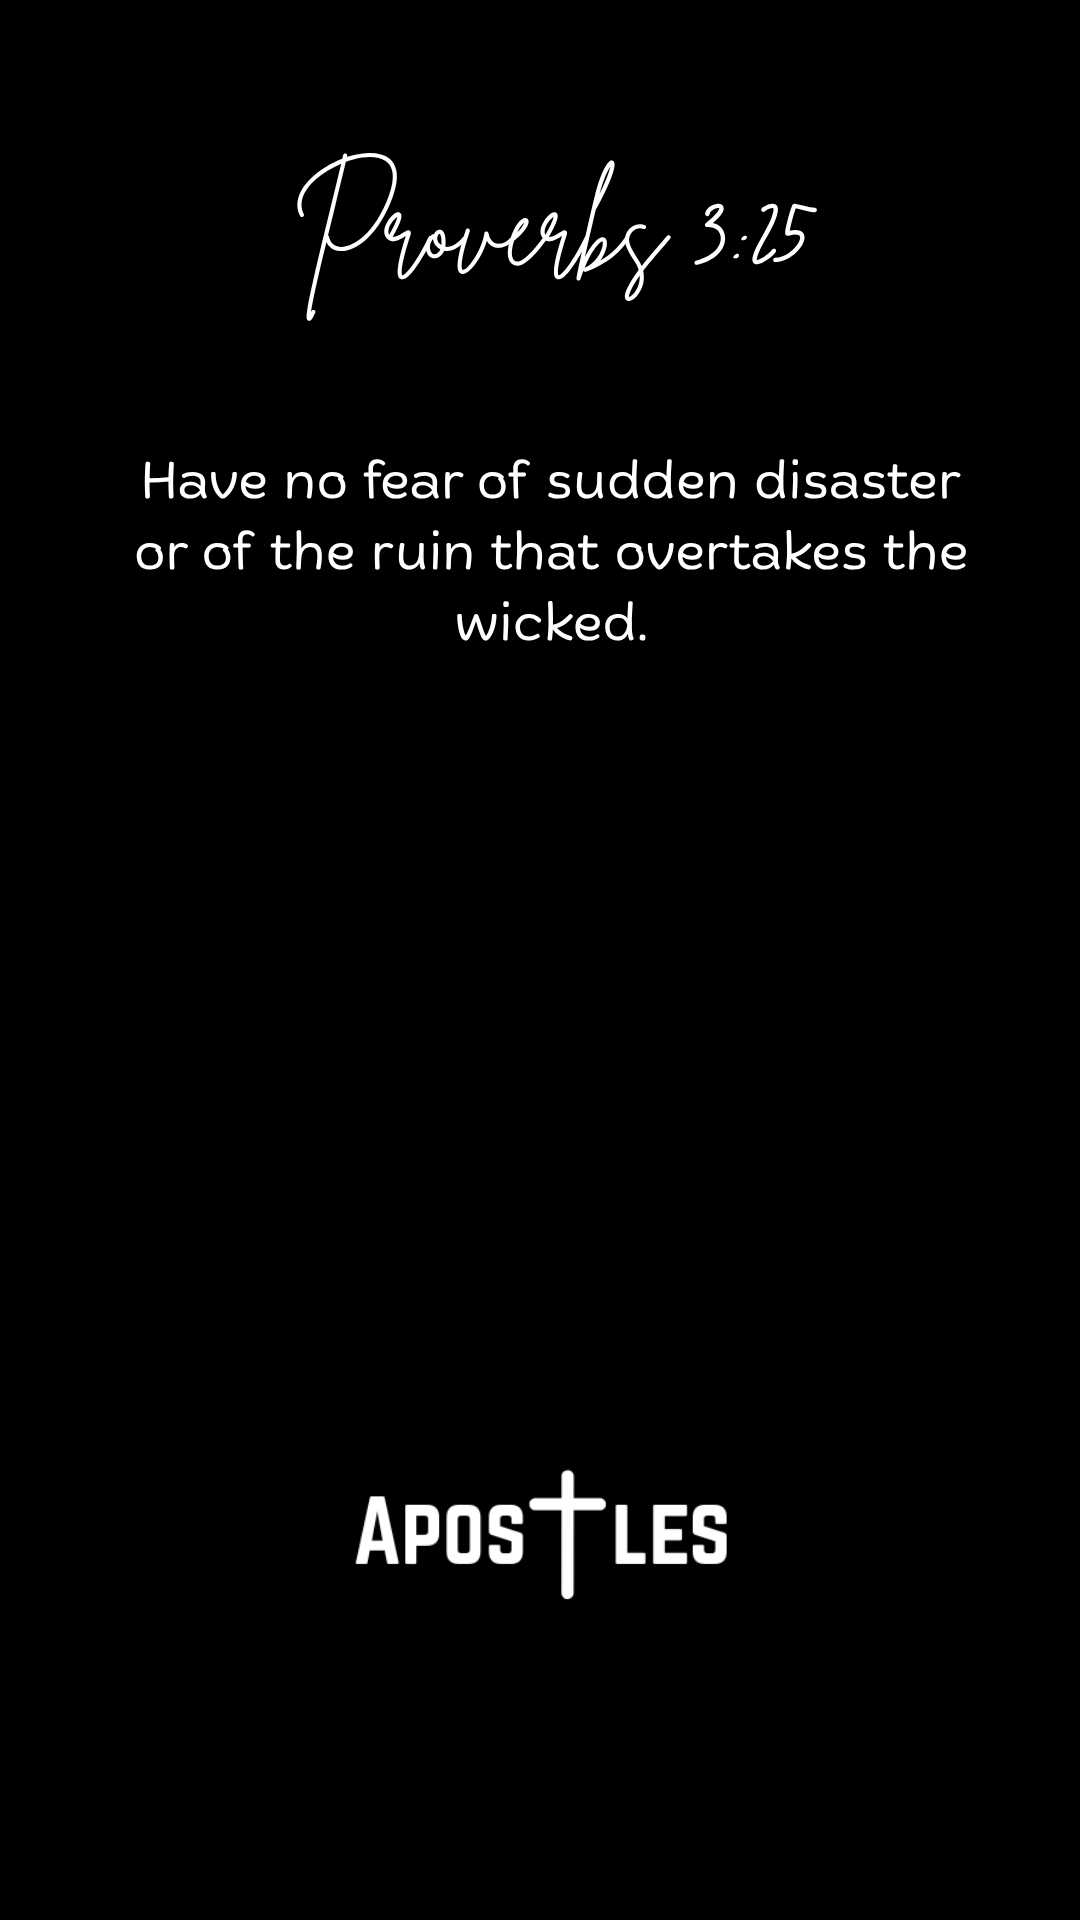 Proverbs 3:25
Have no fear of sudden disaster
or of the ruin that overtakes the
wicked.
Apostles